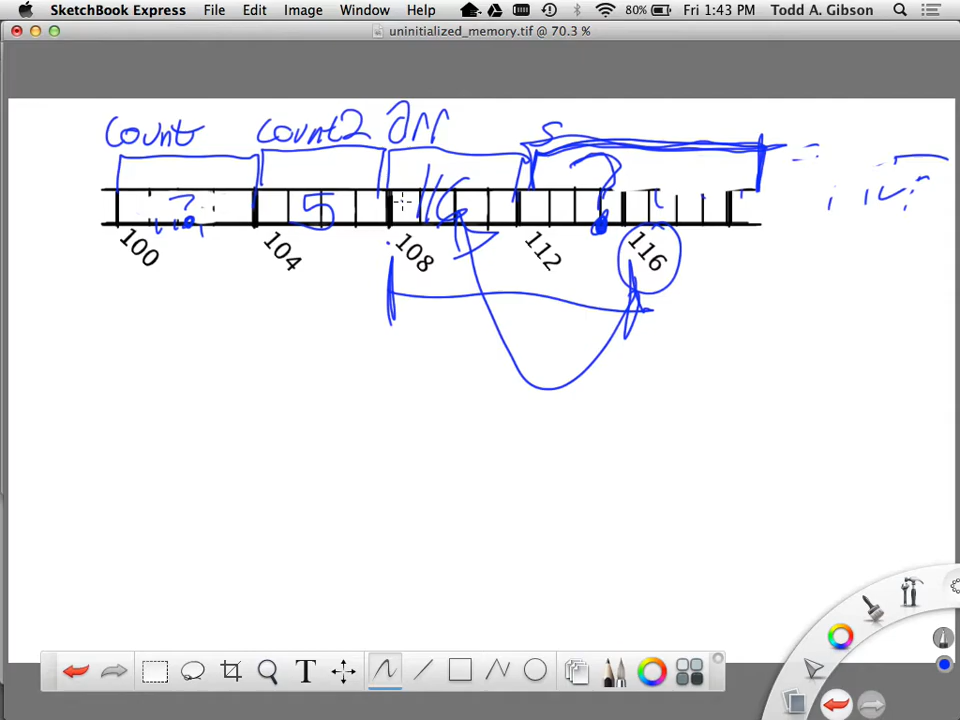 SketchBook Express File Edit Image Window Help 80% Fri 1:43 PM Todd A. Gibson
uninitialized_memory.tif @ 70.3 %
count count2 arr s
? 5 116 ?
100 104 108 112 116
T